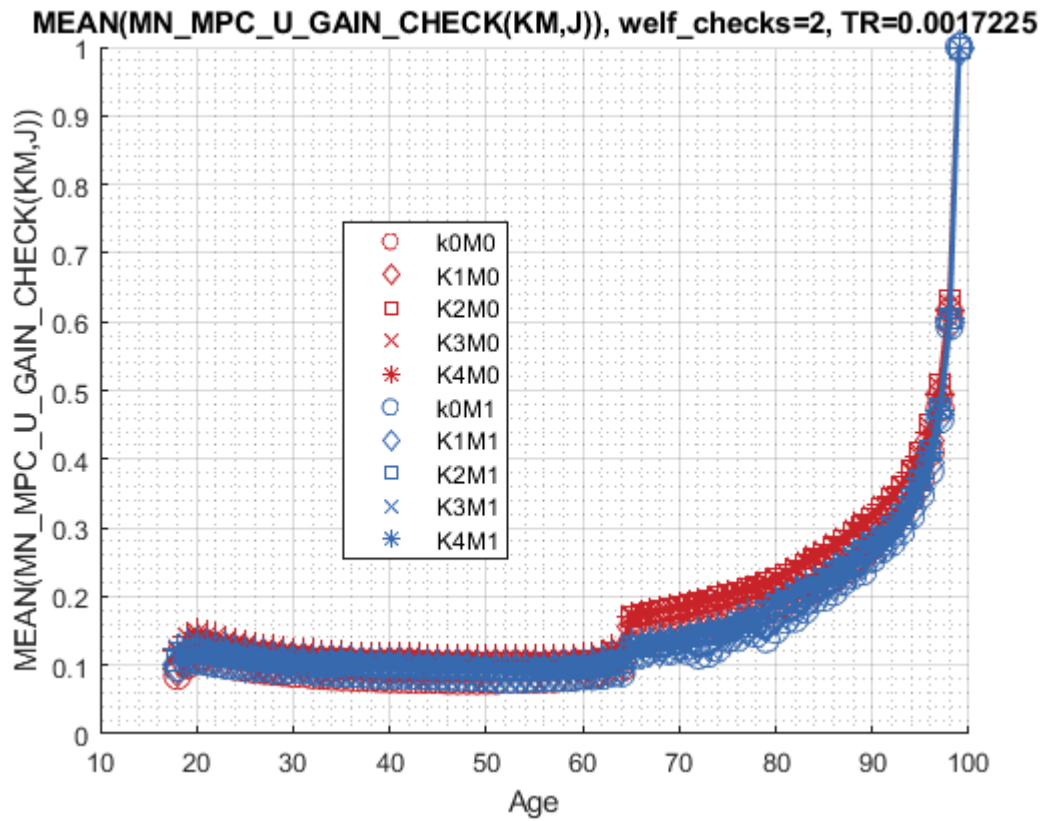 MEAN(MN_MPC_U_GAIN_CHECK(KM,J)), welf_checks=2, TR=0.0017225
MEAN(MN_MPC_U_GAIN_CHECK(KM,J))
1
0.9
0.8
0.7
0.6
0.5
0.4
0.3
0.2
0.1
0
k0M0
K1M0
K2M0
K3M0
K4M0
k0M1
K1M1
K2M1
K3M1
K4M1
10 20 30 40 50 60 70 80 90 100
Age